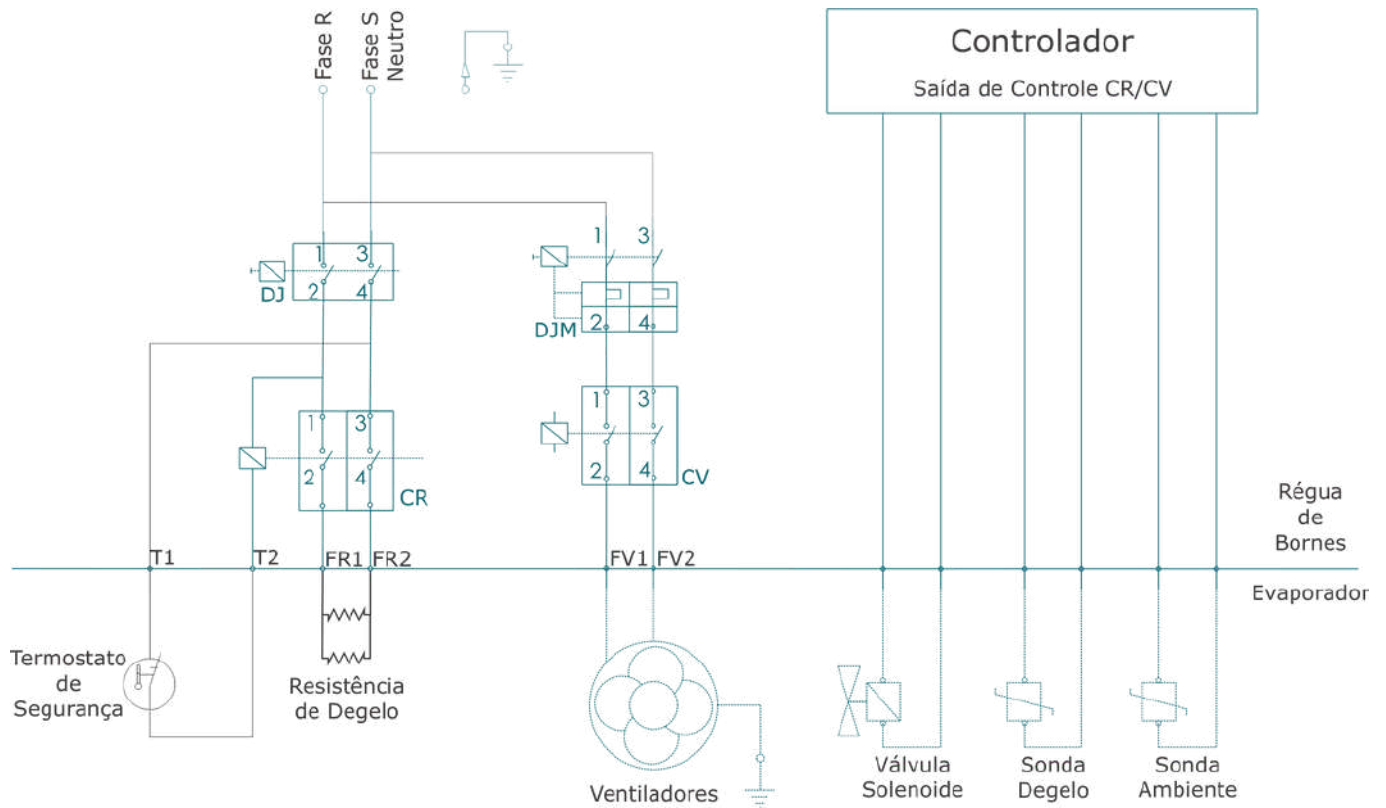 Fase R
Fase S
Neutro
Controlador
Saída de Controle CR/CV
1 3
DJ
2 4
1 3
DJM
2 4
1 3
2 4
CR
1 3
2 4
CV
Régua
de
Bornes
T1 T2 FR1 FR2 FV1 FV2
Evaporador
Termostato
de
Segurança
Resistência
de Degelo
Ventiladores
Válvula
Solenoide
Sonda
Degelo
Sonda
Ambiente